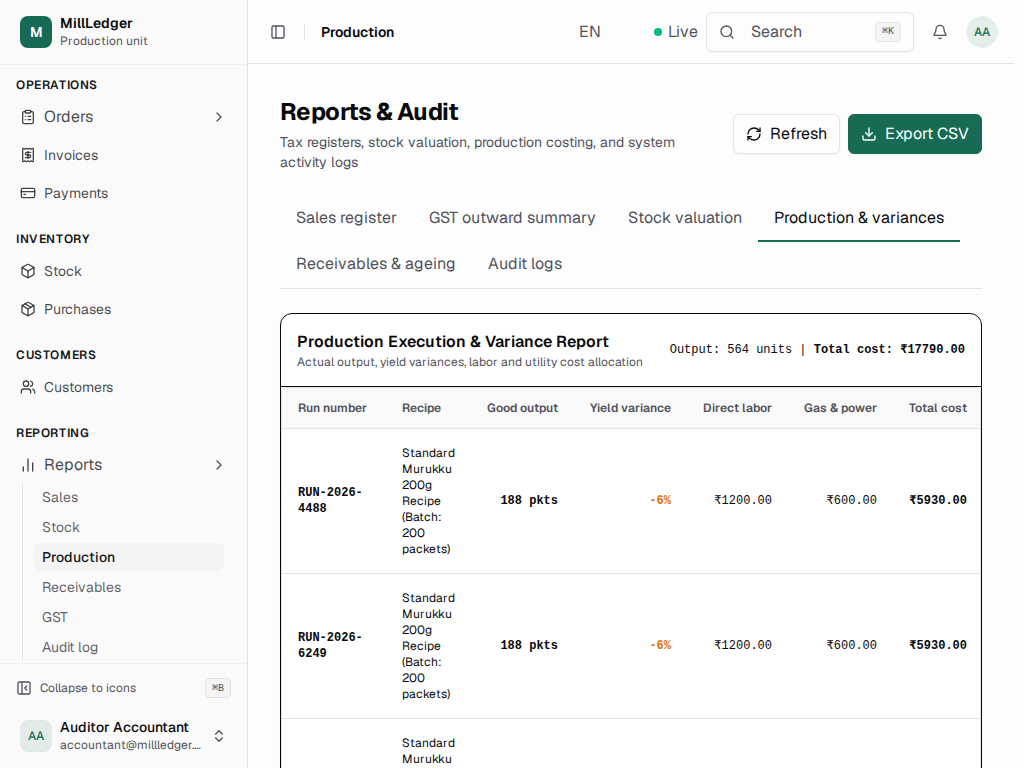 M
MillLedger
Production unit
OPERATIONS
Orders
Invoices
Payments
INVENTORY
Stock
Purchases
CUSTOMERS
Customers
REPORTING
Reports
Sales
Stock
Production
Receivables
GST
Audit log
Collapse to icons
⌘B
AA
Auditor Accountant
accountant@millledger....
Production
EN
Live
Search
⌘K
AA
Reports & Audit
Tax registers, stock valuation, production costing, and system
activity logs
Refresh
Export CSV
Sales register
GST outward summary
Stock valuation
Production & variances
Receivables & ageing
Audit logs
Production Execution & Variance Report
Actual output, yield variances, labor and utility cost allocation
Output: 564 units | Total cost: ₹17790.00
Run number Recipe Good output Yield variance Direct labor Gas & power Total cost
RUN-2026-
4488
Standard
Murukku
200g
Recipe
(Batch:
200
packets)
188 pkts
-6%
₹1200.00
₹600.00
₹5930.00
RUN-2026-
6249
Standard
Murukku
200g
Recipe
(Batch:
200
packets)
188 pkts
-6%
₹1200.00
₹600.00
₹5930.00
Standard
Murukku